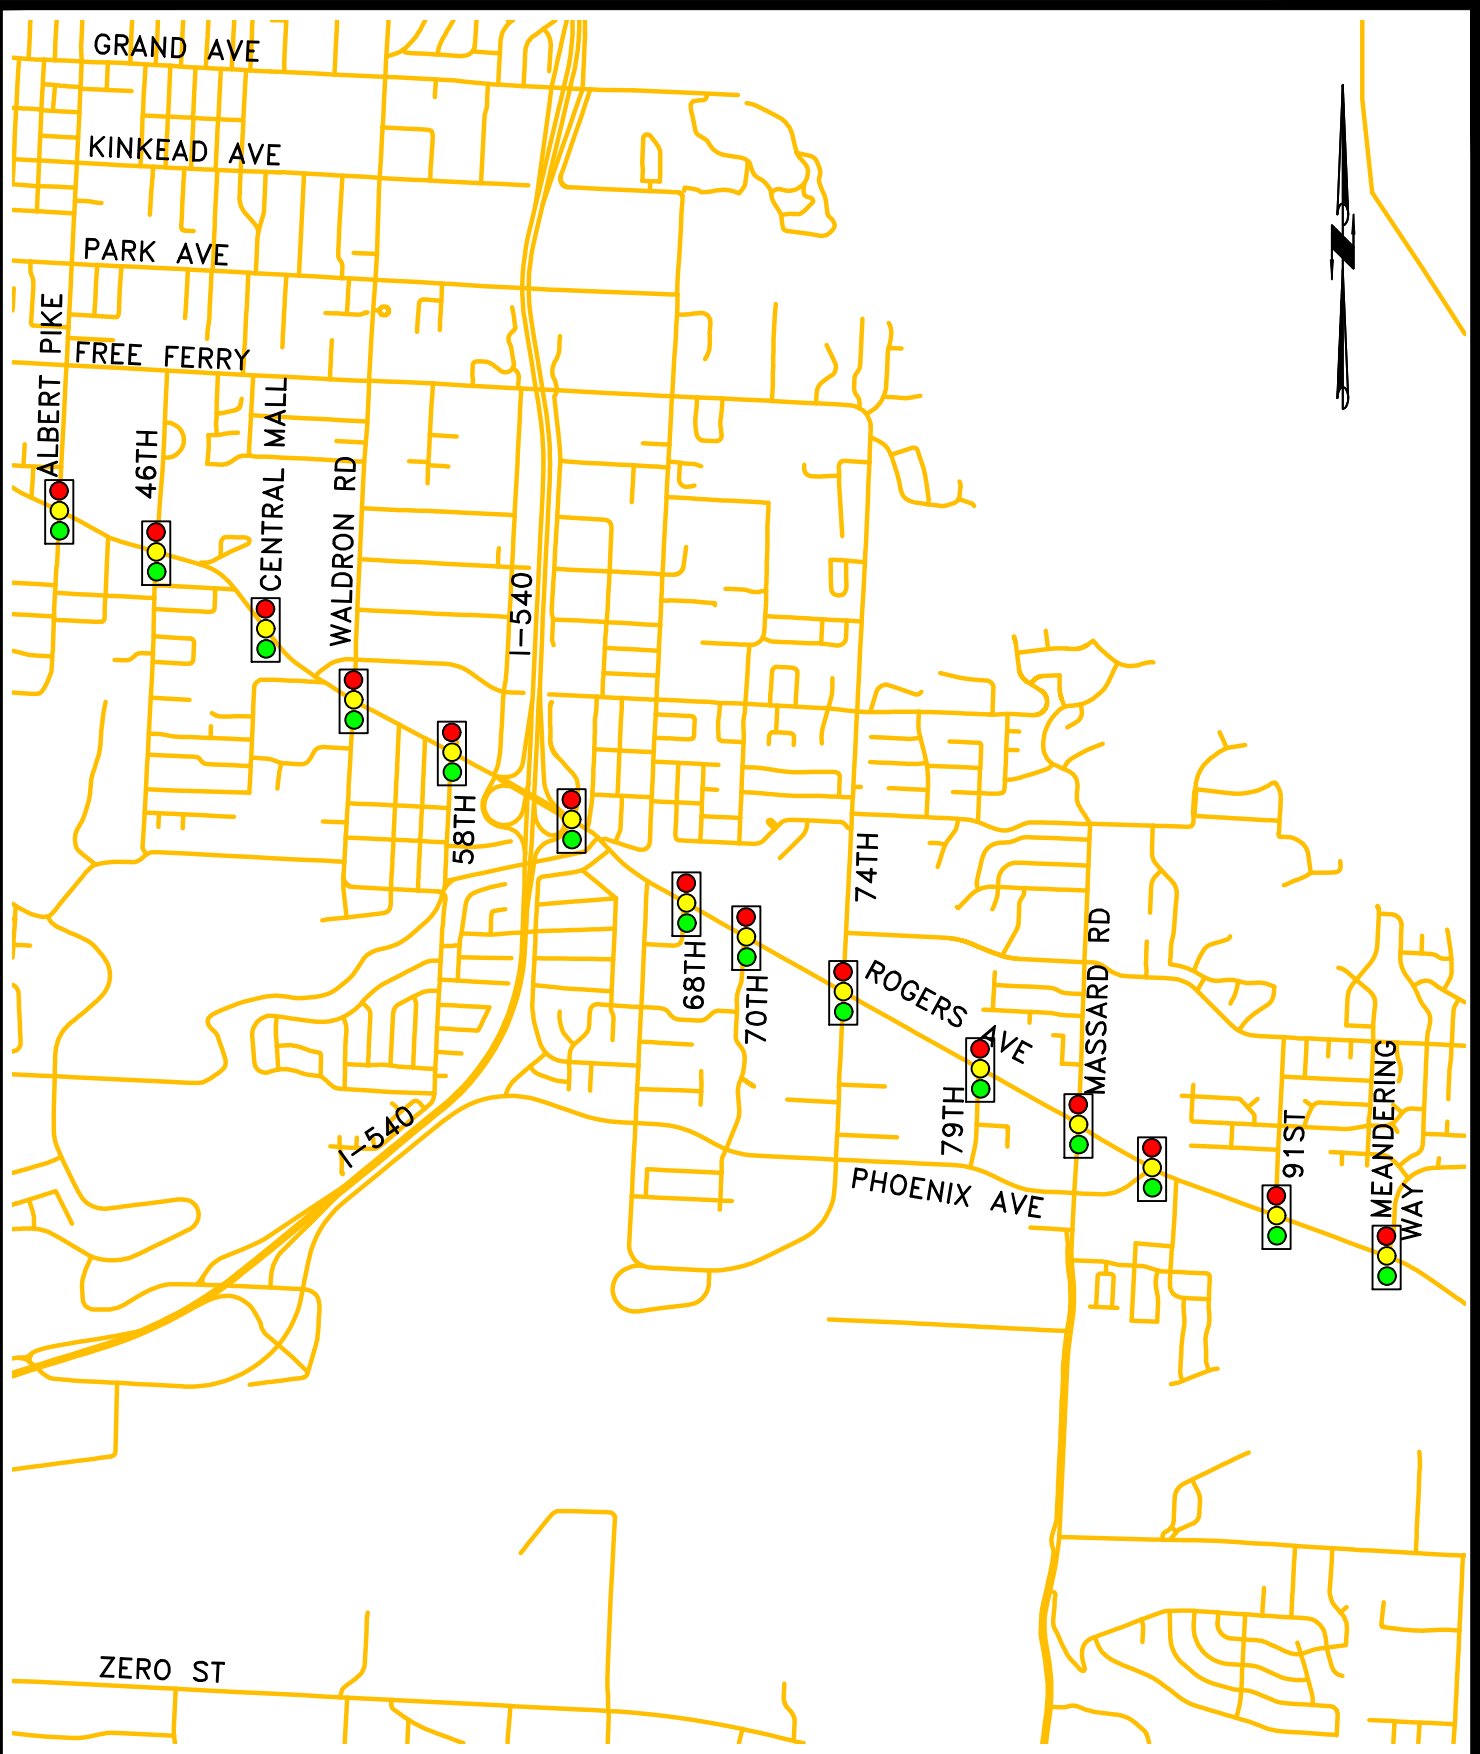 GRAND AVE
KINKEAD AVE
PARK AVE
ALBERT PIKE
FREE FERRY
46TH
CENTRAL MALL
WALDRON RD
I-540
58TH
74TH
68TH
70TH
ROGERS AVE
MASSARD RD
79TH
MEANDERING
WAY
91ST
I-540
PHOENIX AVE
ZERO ST